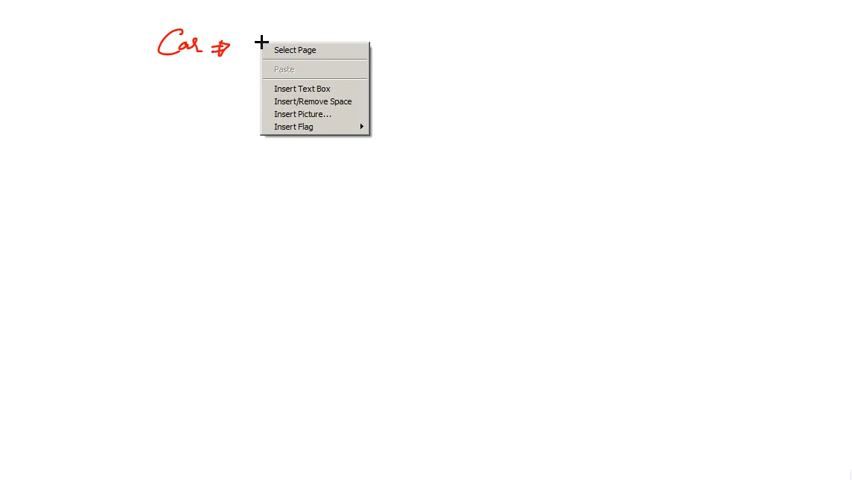 Car ⇒
Select Page
Paste
Insert Text Box
Insert/Remove Space
Insert Picture...
Insert Flag